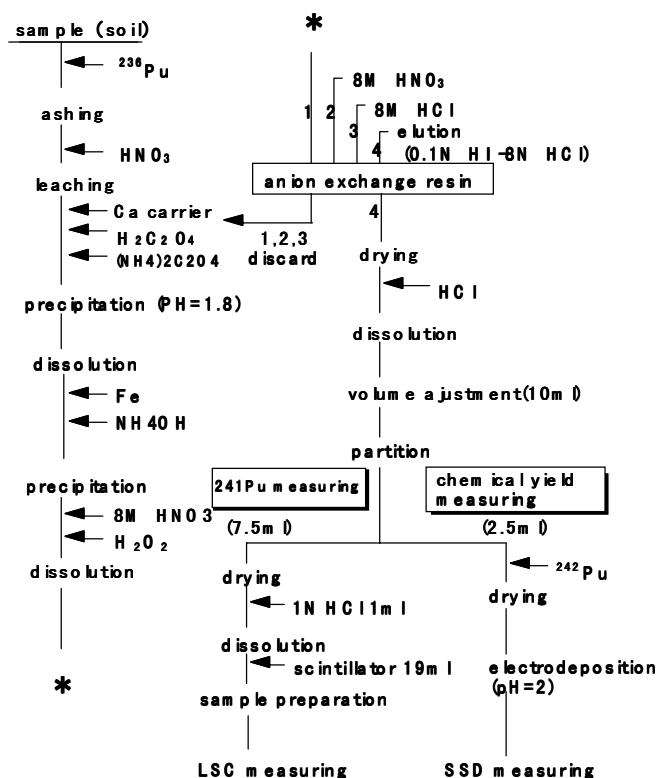 sample (soil)
²³⁶Pu
ashing
HNO₃
leaching
Ca carrier
H₂C₂O₄
(NH4)2C2O4
precipitation (PH=1.8)
dissolution
Fe
NH4OH
precipitation
8M HNO3
H₂O₂
dissolution
*
*
8M HNO₃
8M HCl
elution
(0.1N HI-8N HCl)
1 2 3 4
anion exchange resin
4
1,2,3
discard
drying
HCl
dissolution
volume ajustment(10ml)
partition
241Pu measuring
(7.5ml)
chemical yield
measuring
(2.5ml)
drying
1N HCl 1ml
dissolution
scintillator 19ml
sample preparation
LSC measuring
²⁴²Pu
drying
electrodeposition
(pH=2)
SSD measuring